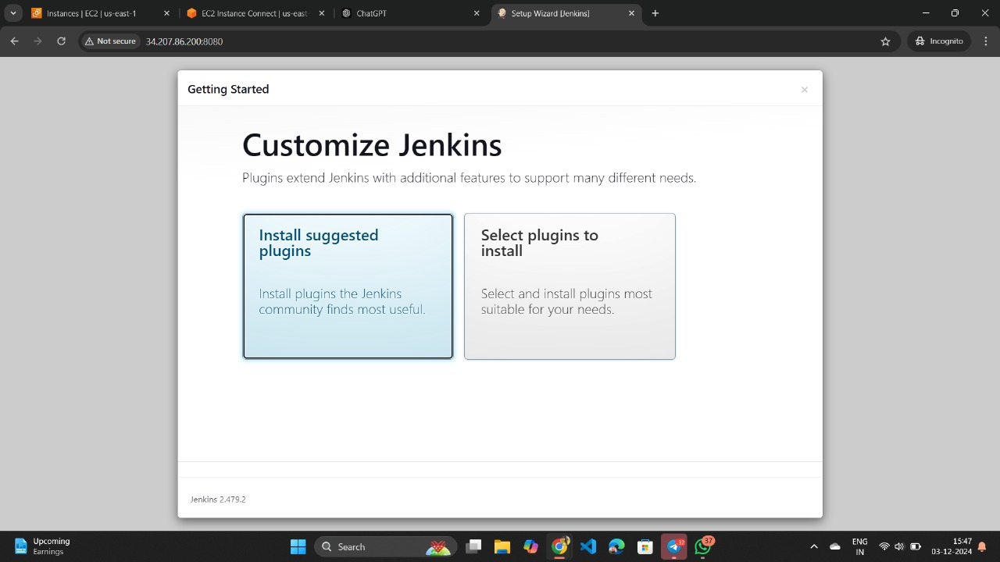 Instances | EC2 | us-east-1
EC2 Instance Connect | us-east-
ChatGPT
Setup Wizard [Jenkins]
Not secure
34.207.86.200:8080
Incognito
Getting Started
Customize Jenkins
Plugins extend Jenkins with additional features to support many different needs.
Install suggested
plugins
Install plugins the Jenkins
community finds most useful.
Select plugins to
install
Select and install plugins most
suitable for your needs.
Jenkins 2.479.2
Upcoming
Earnings
Search
32
37
ENG
IN
15:47
03-12-2024